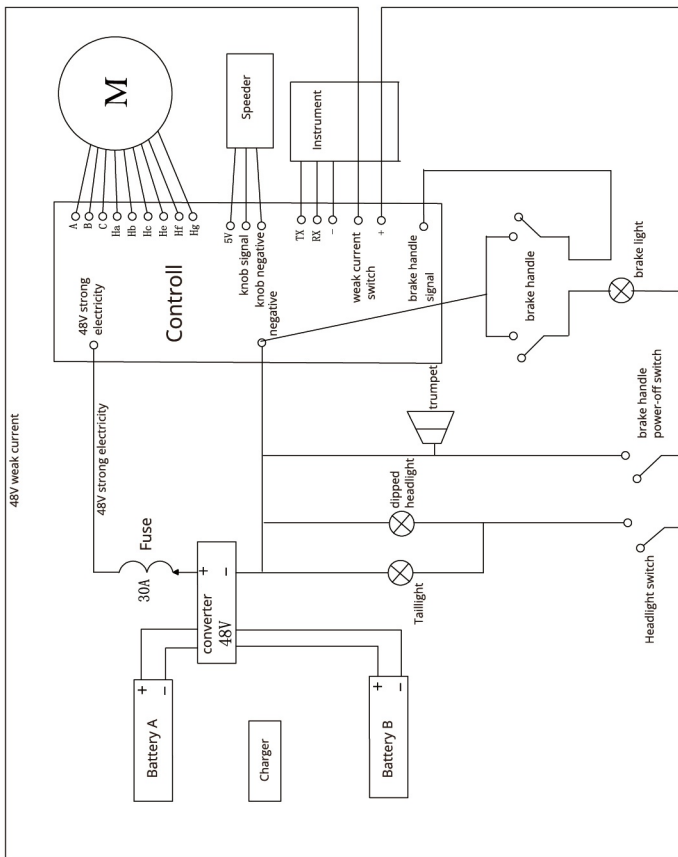 M
Speeder
Instrument
A
B
C
Ha
Hb
Hc
He
Hf
Hg
5V
knob signal
knob negative
TX
RX
−
weak current
switch
+
brake handle
signal
48V strong
electricity
Controll
negative
brake handle
brake light
48V weak current
48V strong electricity
trumpet
brake handle
power-off switch
dipped
headlight
Fuse
30A
+
−
converter
48V
Taillight
Headlight switch
+
−
Battery A
Charger
+
−
Battery B